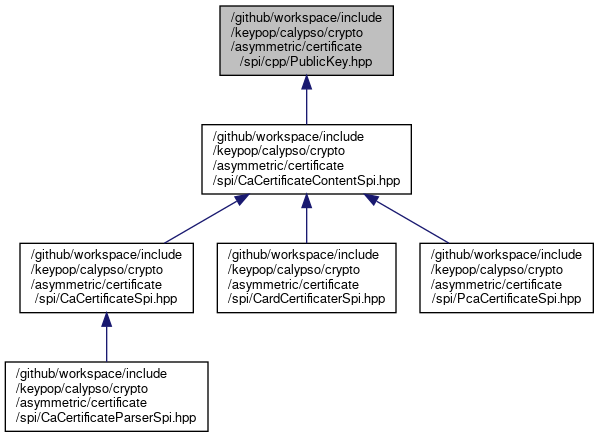 /github/workspace/include
/keypop/calypso/crypto
/asymmetric/certificate
/spi/cpp/PublicKey.hpp
/github/workspace/include
/keypop/calypso/crypto
/asymmetric/certificate
/spi/CaCertificateContentSpi.hpp
/github/workspace/include
/keypop/calypso/crypto
/asymmetric/certificate
/spi/CaCertificateSpi.hpp
/github/workspace/include
/keypop/calypso/crypto
/asymmetric/certificate
/spi/CardCertificaterSpi.hpp
/github/workspace/include
/keypop/calypso/crypto
/asymmetric/certificate
/spi/PcaCertificateSpi.hpp
/github/workspace/include
/keypop/calypso/crypto
/asymmetric/certificate
/spi/CaCertificateParserSpi.hpp